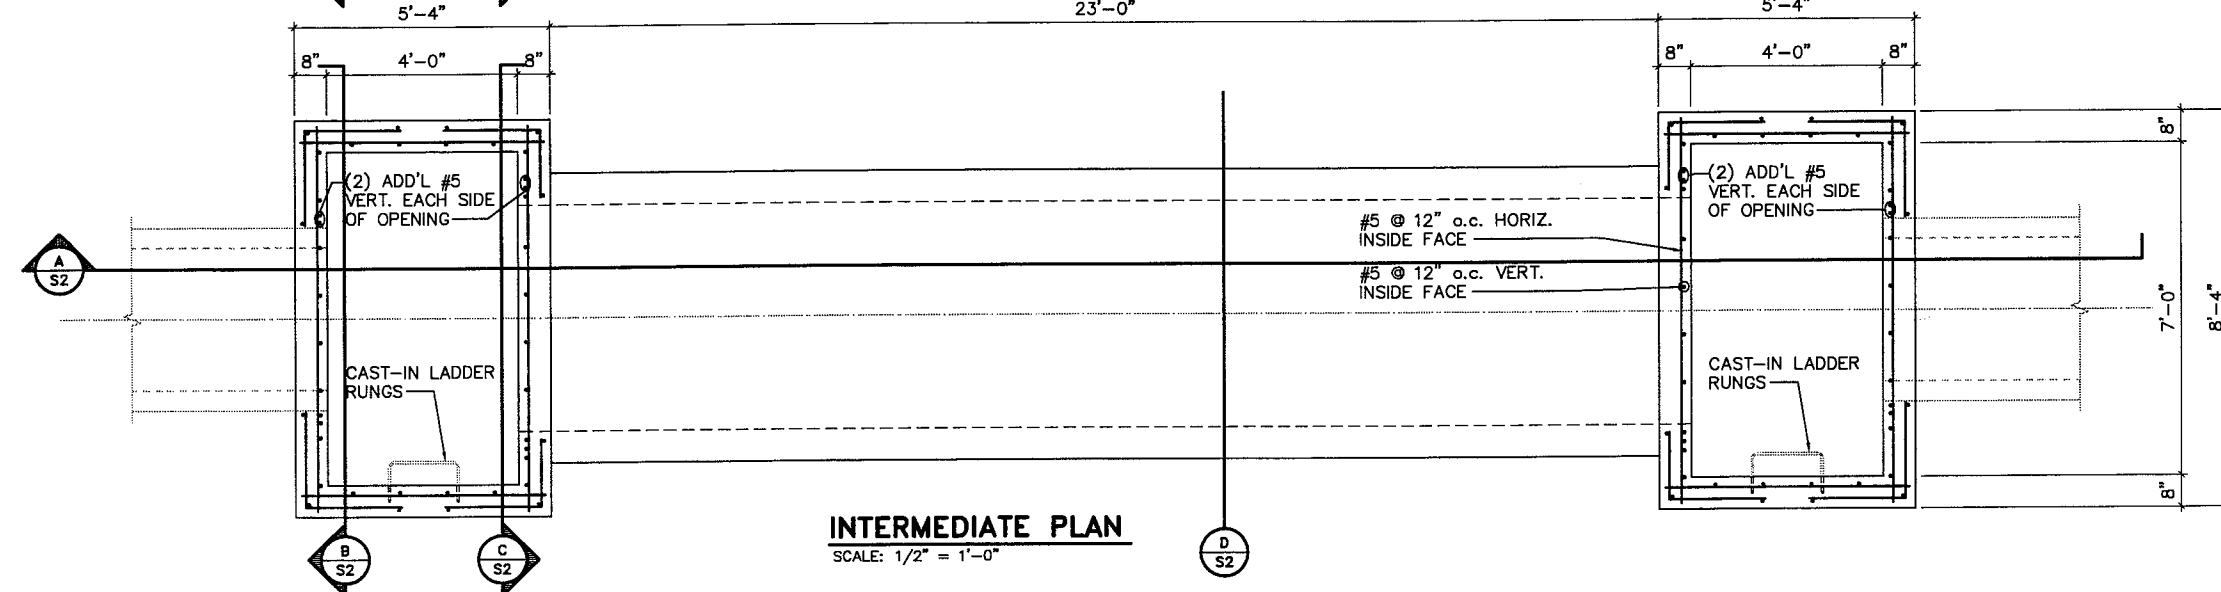 5'-4"
23'-0"
5'-4"
8"
4'-0"
8"
8"
4'-0"
8"
8"
(2) ADD'L #5
VERT. EACH SIDE
OF OPENING
(2) ADD'L #5
VERT. EACH SIDE
OF OPENING
#5 @ 12" o.c. HORIZ.
INSIDE FACE
A
S2
#5 @ 12" o.c. VERT.
INSIDE FACE
7'-0"
8'-4"
CAST-IN LADDER
RUNGS
CAST-IN LADDER
RUNGS
8"
INTERMEDIATE PLAN
SCALE: 1/2" = 1'-0"
B
S2
C
S2
D
S2